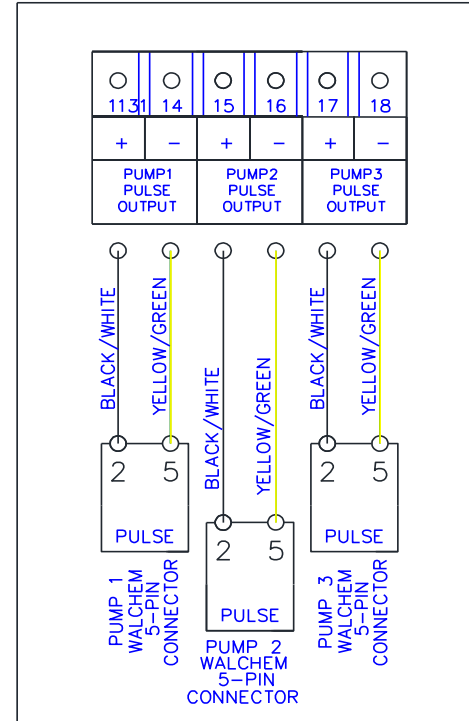 1131 14 15 16 17 18
+ − + − + −
PUMP1
PULSE
OUTPUT
PUMP2
PULSE
OUTPUT
PUMP3
PULSE
OUTPUT
BLACK/WHITE
YELLOW/GREEN
BLACK/WHITE
YELLOW/GREEN
BLACK/WHITE
YELLOW/GREEN
2 5
PULSE
PUMP 1
WALCHEM
5-PIN
CONNECTOR
2 5
PULSE
PUMP 2
WALCHEM
5-PIN
CONNECTOR
2 5
PULSE
PUMP 3
WALCHEM
5-PIN
CONNECTOR